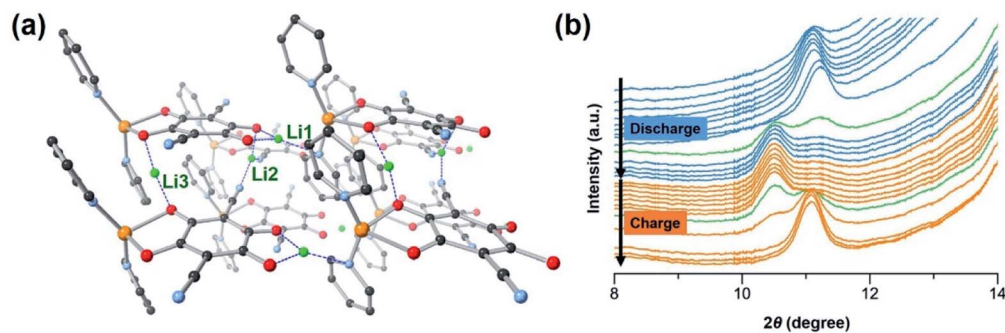 (a)
Li1
Li2
Li3
(b)
Intensity (a.u.)
Discharge
Charge
8
10
12
14
2θ (degree)